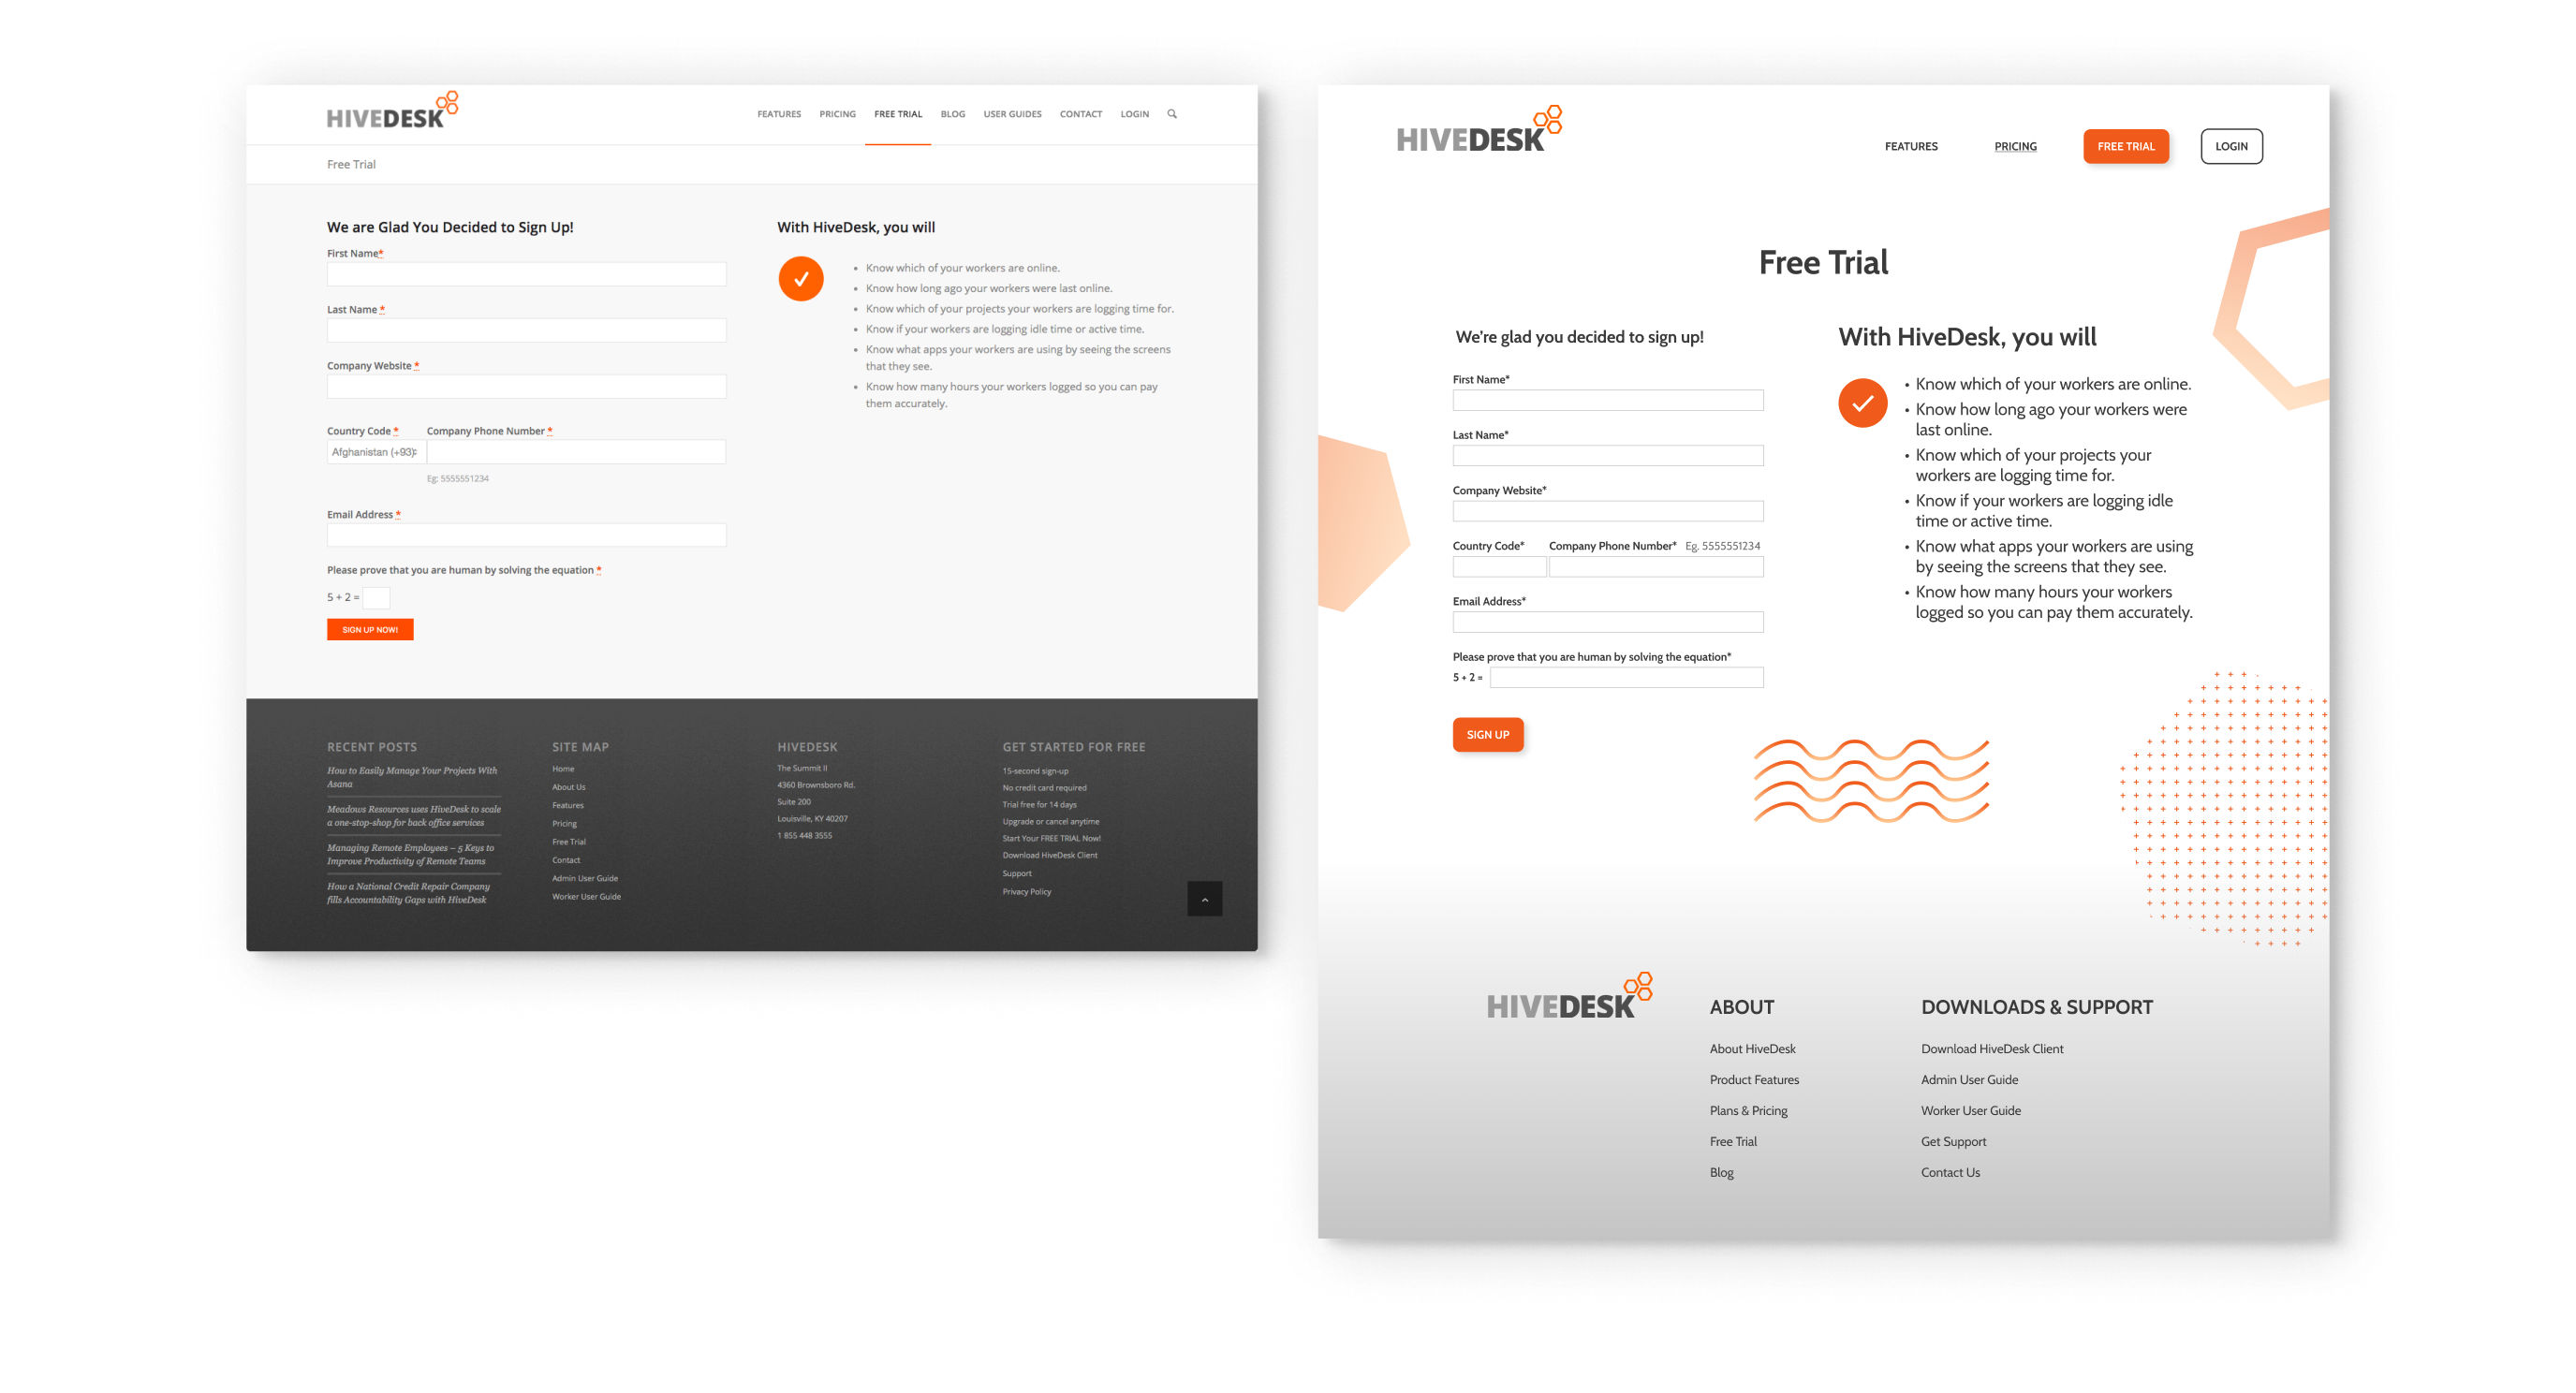 HIVEDESK
FEATURES PRICING FREE TRIAL BLOG USER GUIDES CONTACT LOGIN
Free Trial
We are Glad You Decided to Sign Up!
First Name*
Last Name *
Company Website *
Country Code * Company Phone Number *
Afghanistan (+93)
Eg: 5555551234
Email Address *
Please prove that you are human by solving the equation *
5 + 2 =
SIGN UP NOW!
With HiveDesk, you will
• Know which of your workers are online.
• Know how long ago your workers were last online.
• Know which of your projects your workers are logging time for.
• Know if your workers are logging idle time or active time.
• Know what apps your workers are using by seeing the screens
that they see.
• Know how many hours your workers logged so you can pay
them accurately.
RECENT POSTS
How to Easily Manage Your Projects With
Asana
Meadows Resources uses HiveDesk to scale
a one-stop-shop for back office services
Managing Remote Employees – 5 Keys to
Improve Productivity of Remote Teams
How a National Credit Repair Company
fills Accountability Gaps with HiveDesk
SITE MAP
Home
About Us
Features
Pricing
Free Trial
Contact
Admin User Guide
Worker User Guide
HIVEDESK
The Summit II
4360 Brownsboro Rd.
Suite 200
Louisville, KY 40207
1 855 448 3555
GET STARTED FOR FREE
15-second sign-up
No credit card required
Trial free for 14 days
Upgrade or cancel anytime
Start Your FREE TRIAL Now!
Download HiveDesk Client
Support
Privacy Policy
HIVEDESK
FEATURES PRICING FREE TRIAL LOGIN
Free Trial
We're glad you decided to sign up!
First Name*
Last Name*
Company Website*
Country Code* Company Phone Number* Eg. 5555551234
Email Address*
Please prove that you are human by solving the equation*
5 + 2 =
SIGN UP
With HiveDesk, you will
• Know which of your workers are online.
• Know how long ago your workers were
last online.
• Know which of your projects your
workers are logging time for.
• Know if your workers are logging idle
time or active time.
• Know what apps your workers are using
by seeing the screens that they see.
• Know how many hours your workers
logged so you can pay them accurately.
HIVEDESK
ABOUT
About HiveDesk
Product Features
Plans & Pricing
Free Trial
Blog
DOWNLOADS & SUPPORT
Download HiveDesk Client
Admin User Guide
Worker User Guide
Get Support
Contact Us